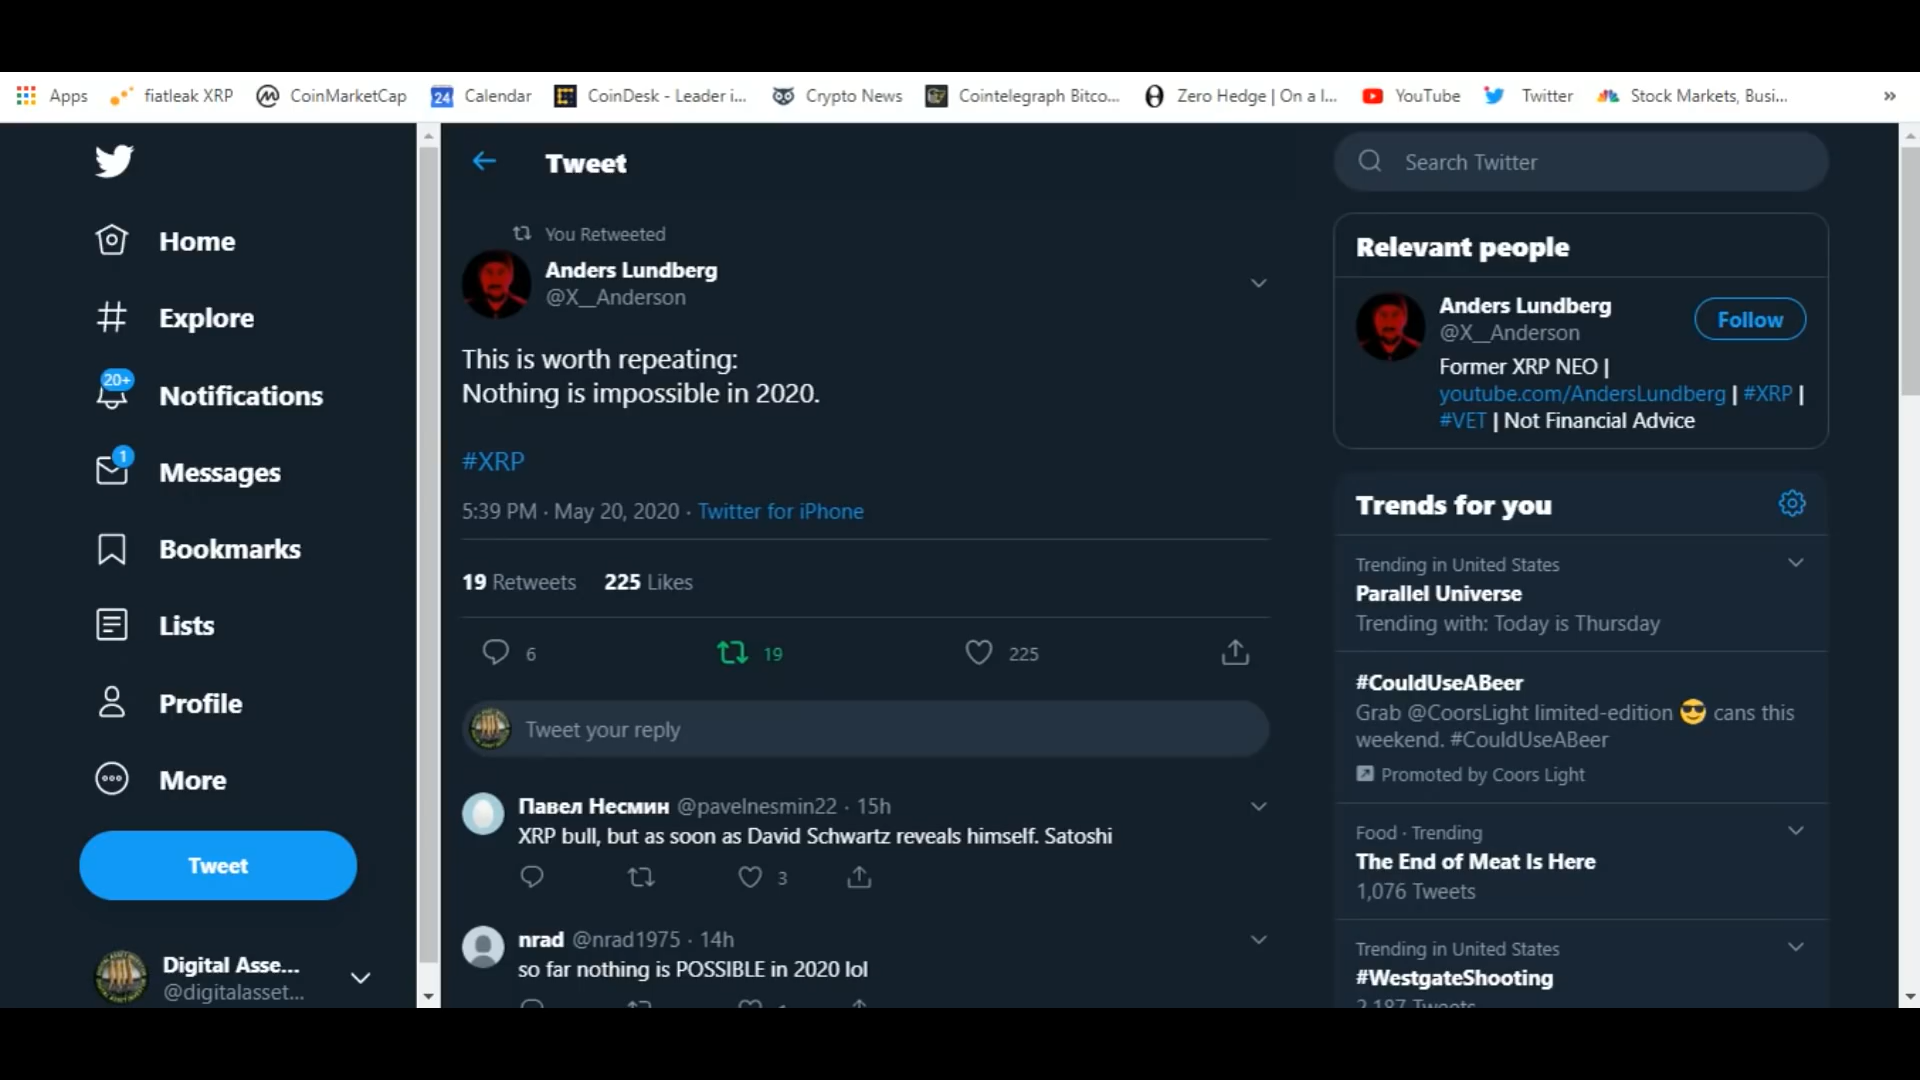 Apps
fiatleak XRP
CoinMarketCap
24
Calendar
CoinDesk - Leader i...
Crypto News
Cointelegraph Bitco...
Zero Hedge | On a l...
YouTube
Twitter
Stock Markets, Busi...
»
Home
Explore
20+
Notifications
1
Messages
Bookmarks
Lists
Profile
More
Tweet
Digital Asse...
@digitalasset...
Tweet
You Retweeted
Anders Lundberg
@X__Anderson
This is worth repeating:
Nothing is impossible in 2020.
#XRP
5:39 PM · May 20, 2020 · Twitter for iPhone
19 Retweets 225 Likes
6 19 225
Tweet your reply
Павел Несмин @pavelnesmin22 · 15h
XRP bull, but as soon as David Schwartz reveals himself. Satoshi
3
nrad @nrad1975 · 14h
so far nothing is POSSIBLE in 2020 lol
Search Twitter
Relevant people
Anders Lundberg
@X__Anderson
Follow
Former XRP NEO |
youtube.com/AndersLundberg | #XRP |
#VET | Not Financial Advice
Trends for you
Trending in United States
Parallel Universe
Trending with: Today is Thursday
#CouldUseABeer
Grab @CoorsLight limited-edition 😎 cans this
weekend. #CouldUseABeer
Promoted by Coors Light
Food · Trending
The End of Meat Is Here
1,076 Tweets
Trending in United States
#WestgateShooting
2,187 Tweets